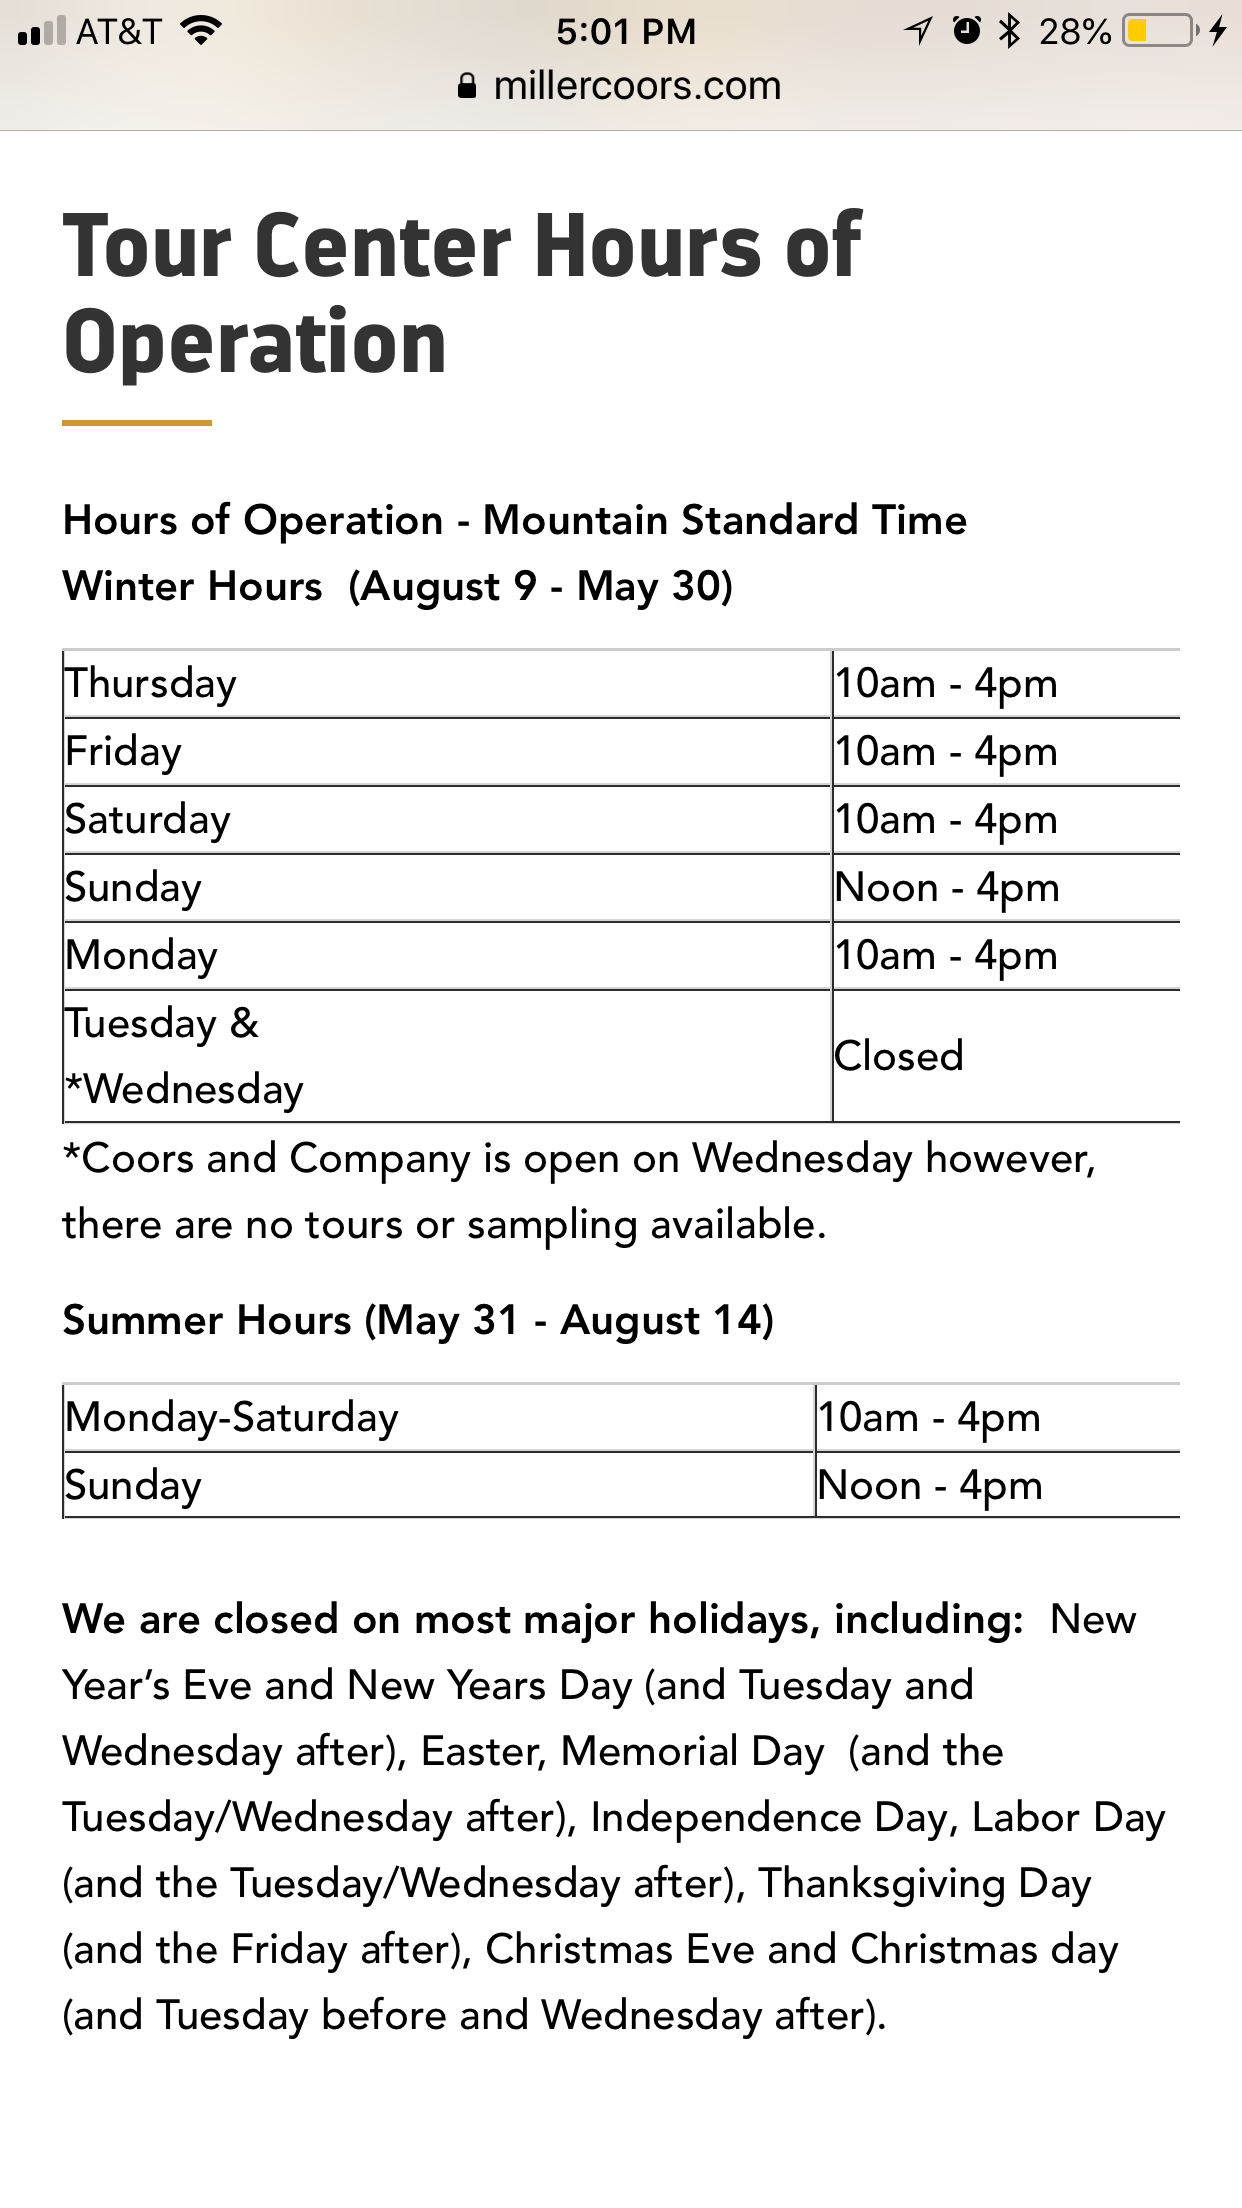 AT&T 5:01 PM 28%
millercoors.com
Tour Center Hours of
Operation
Hours of Operation - Mountain Standard Time
Winter Hours (August 9 - May 30)
Thursday 10am - 4pm
Friday 10am - 4pm
Saturday 10am - 4pm
Sunday Noon - 4pm
Monday 10am - 4pm
Tuesday &
*Wednesday Closed
*Coors and Company is open on Wednesday however,
there are no tours or sampling available.
Summer Hours (May 31 - August 14)
Monday-Saturday 10am - 4pm
Sunday Noon - 4pm
We are closed on most major holidays, including: New
Year’s Eve and New Years Day (and Tuesday and
Wednesday after), Easter, Memorial Day (and the
Tuesday/Wednesday after), Independence Day, Labor Day
(and the Tuesday/Wednesday after), Thanksgiving Day
(and the Friday after), Christmas Eve and Christmas day
(and Tuesday before and Wednesday after).